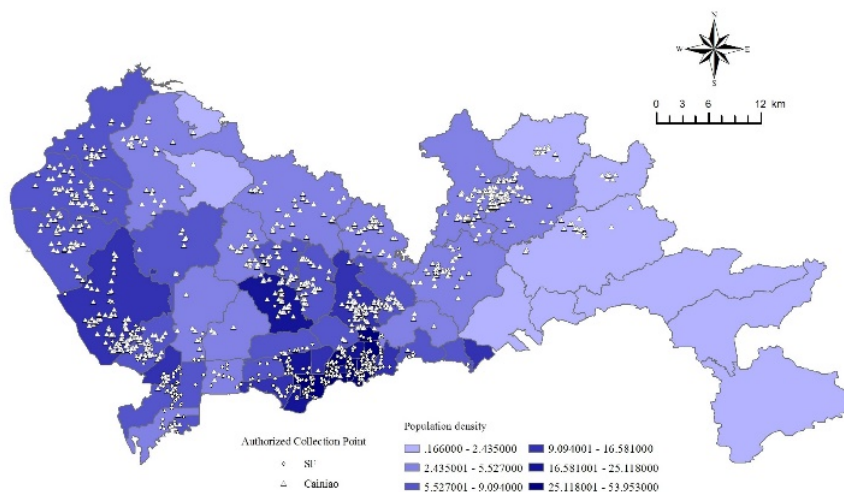 N
W E
S
0 3 6 12 km
Population density
Authorized Collection Point
.166000 - 2.435000 9.094001 - 16.581000
SF 2.435001 - 5.527000 16.581001 - 25.118000
Cainiao 5.527001 - 9.094000 25.118001 - 53.953000